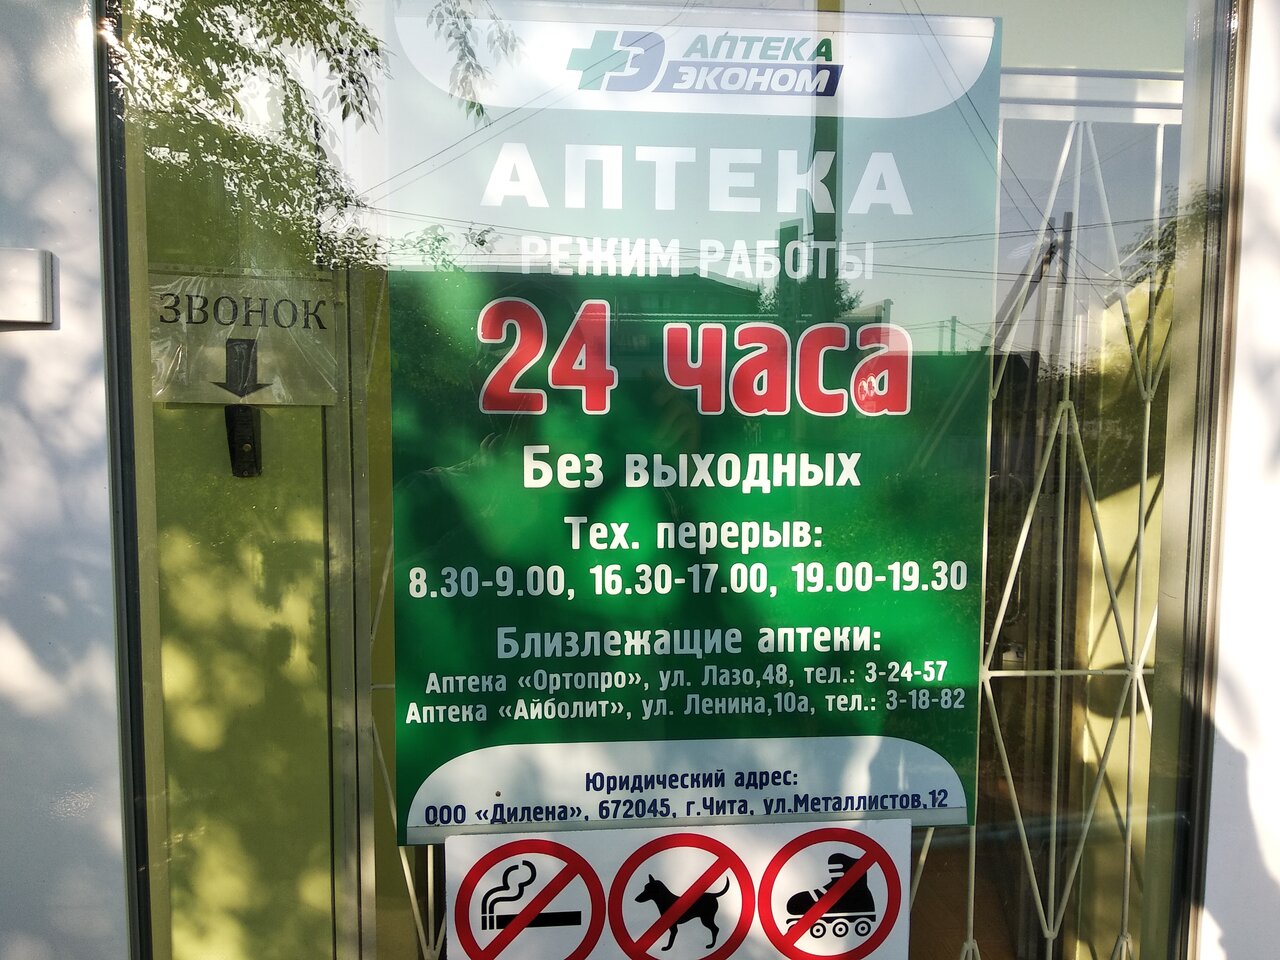 Э АПТЕКА
ЭКОНОМ
АПТЕКА
РЕЖИМ РАБОТЫ
ЗВОНОК
24 часа
Без выходных
Тех. перерыв:
8.30-9.00, 16.30-17.00, 19.00-19.30
Близлежащие аптеки:
Аптека «Ортопро», ул. Лазо,48, тел.: 3-24-57
Аптека «Айболит», ул. Ленина,10а, тел.: 3-18-82
Юридический адрес:
ООО «Дилена», 672045, г.Чита, ул.Металлистов,12